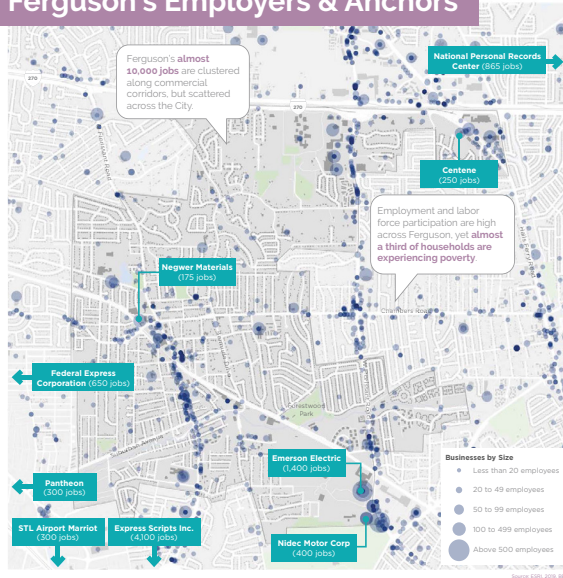 Ferguson's Employers & Anchors
Ferguson's almost
10,000 jobs are clustered
along commercial
corridors, but scattered
across the City.
National Personal Records
Center (865 jobs)
270
270
Centene
(250 jobs)
Employment and labor
force participation are high
across Ferguson, yet almost
a third of households are
experiencing poverty.
Negwer Materials
(175 jobs)
Chambers Road
Federal Express
Corporation (650 jobs)
Forestwood
Park
Emerson Electric
(1,400 jobs)
Pantheon
(300 jobs)
STL Airport Marriot
(300 jobs)
Express Scripts Inc.
(4,100 jobs)
Nidec Motor Corp
(400 jobs)
Businesses by Size
Less than 20 employees
20 to 49 employees
50 to 99 employees
100 to 499 employees
Above 500 employees
Source: ESRI, 2019,